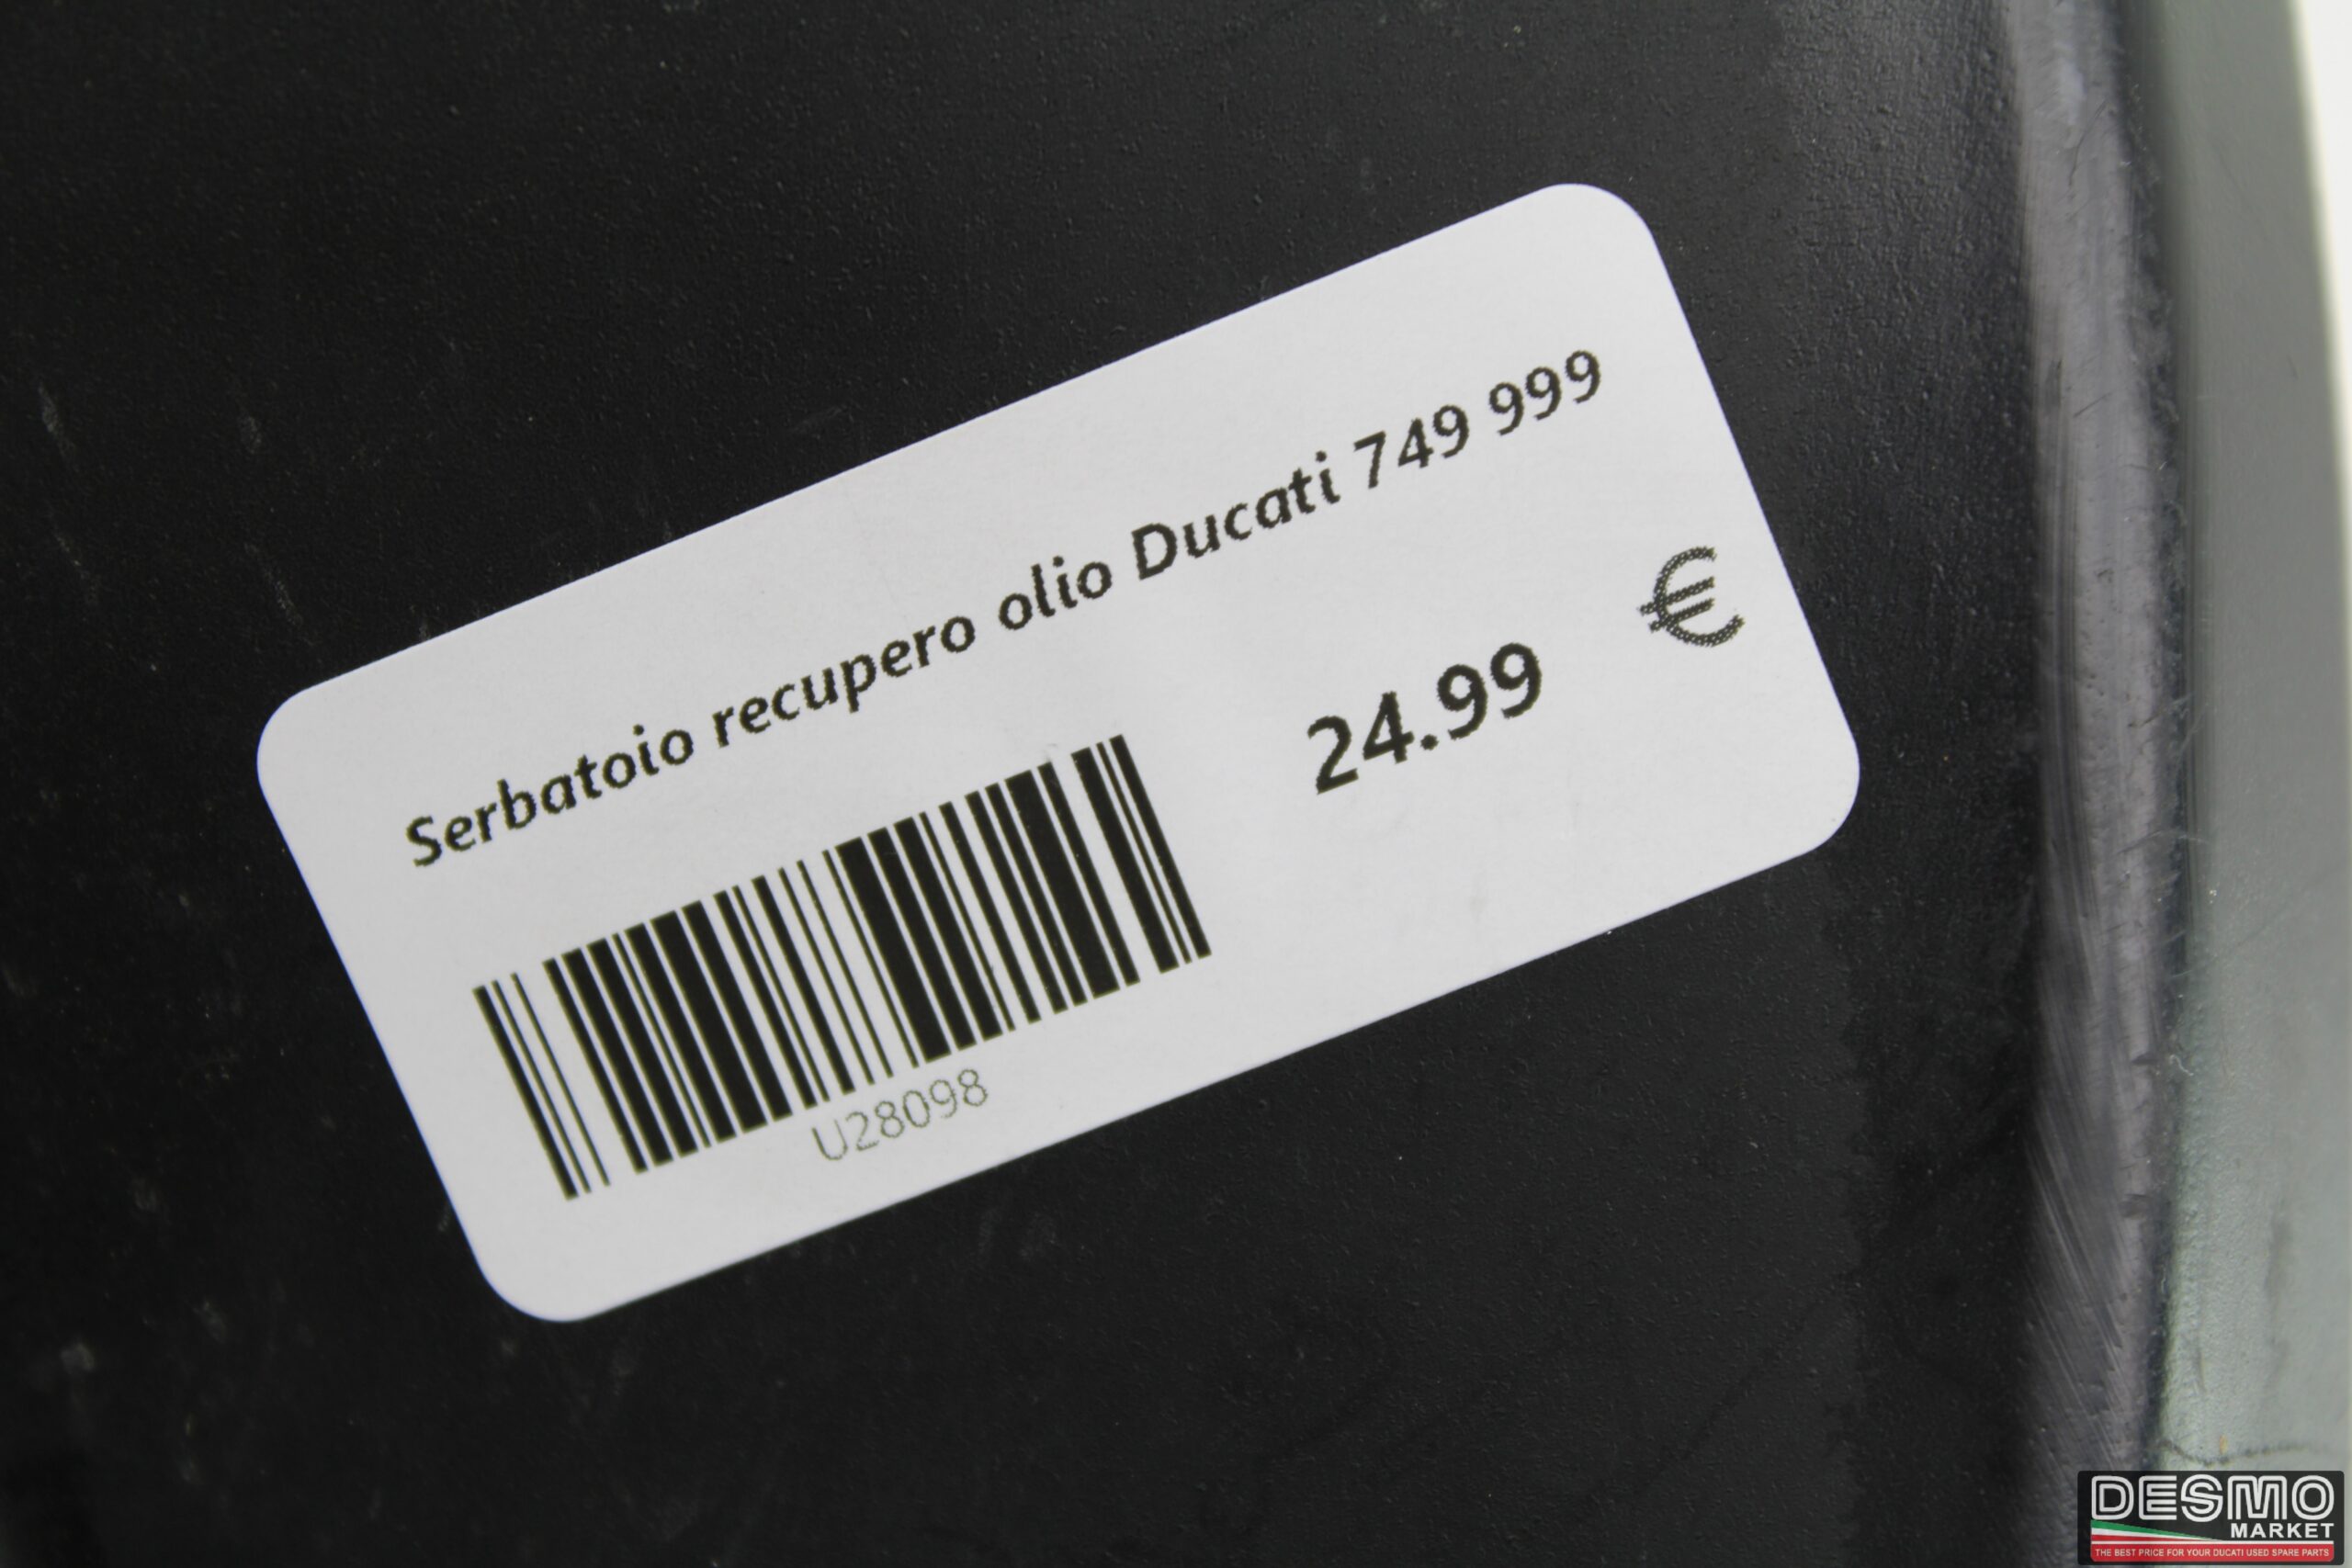 Serbatoio recupero olio Ducati 749 999
24.99 €
U28098
DESMO
MARKET
THE BEST PRICE FOR YOUR DUCATI USED SPARE PARTS